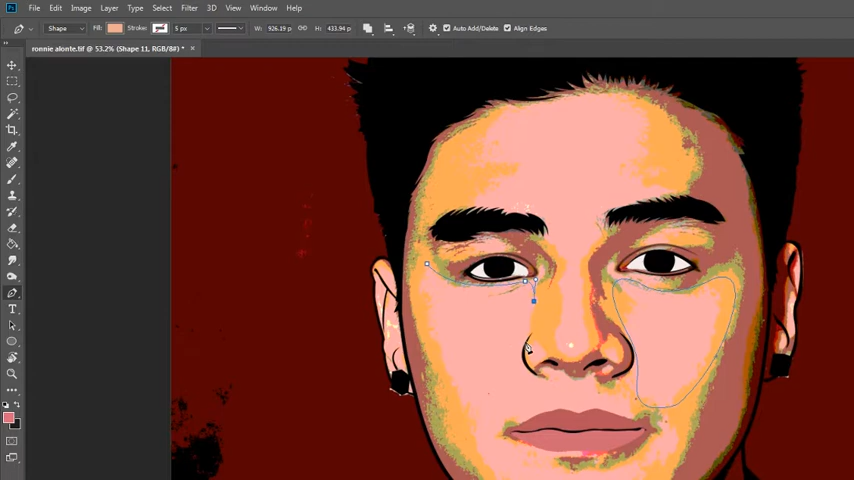 Ps File Edit Image Layer Type Select Filter 3D View Window Help
Shape Fill: Stroke: 5 px W: 926.19 p H: 433.94 p Auto Add/Delete Align Edges
ronnie alonte.tif @ 53.2% (Shape 11, RGB/8#) * ×
T